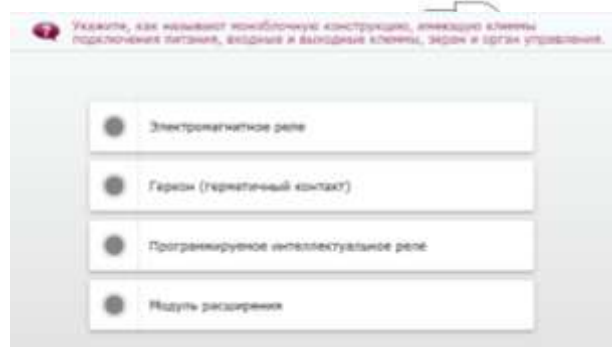 Укажите, как называют моноблочную конструкцию, имеющую клеммы
подключения питания, входные и выходные клеммы, экран и орган управления.
Электромагнитное реле
Геркон (герметичный контакт)
Программируемое интеллектуальное реле
Модуль расширения